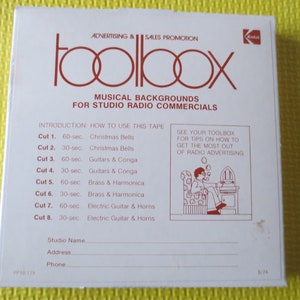 ADVERTISING & SALES PROMOTION
Kodak
toolbox
MUSICAL BACKGROUNDS
FOR STUDIO RADIO COMMERCIALS
INTRODUCTION: HOW TO USE THIS TAPE
Cut 1. 60-sec. Christmas Bells
Cut 2. 30-sec. Christmas Bells
Cut 3. 60-sec. Guitars & Conga
Cut 4. 30-sec. Guitars & Conga
Cut 5. 60-sec. Brass & Harmonica
Cut 6. 30-sec. Brass & Harmonica
Cut 7. 60-sec. Electric Guitar & Horns
Cut 8. 30-sec. Electric Guitar & Horns
SEE YOUR TOOLBOX
FOR TIPS ON HOW TO
GET THE MOST OUT
OF RADIO ADVERTISING.
Studio Name
Address
Phone